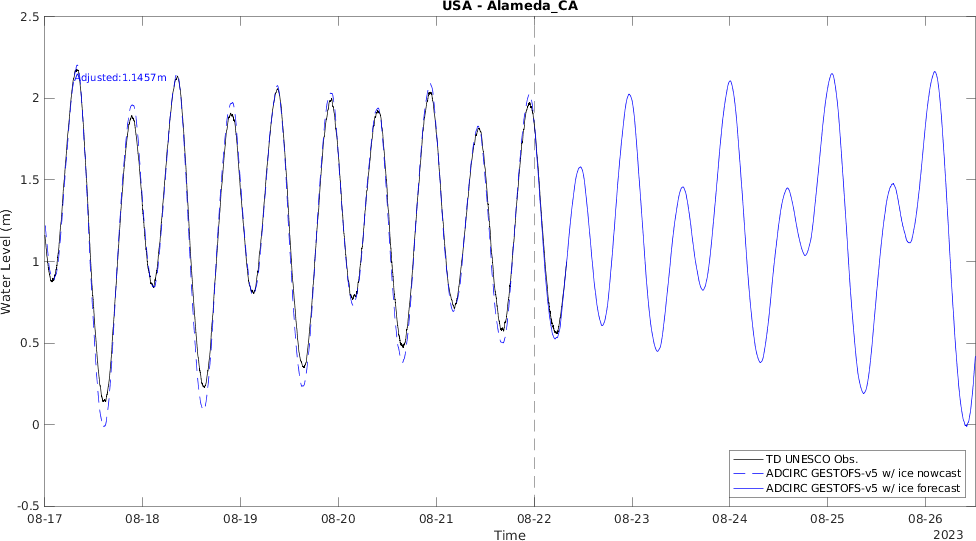 USA - Alameda_CA
2.5
2
1.5
1
0.5
0
-0.5
Water Level (m)
Adjusted:1.1457m
TD UNESCO Obs.
ADCIRC GESTOFS-v5 w/ ice nowcast
ADCIRC GESTOFS-v5 w/ ice forecast
08-17 08-18 08-19 08-20 08-21 08-22 08-23 08-24 08-25 08-26
Time
2023